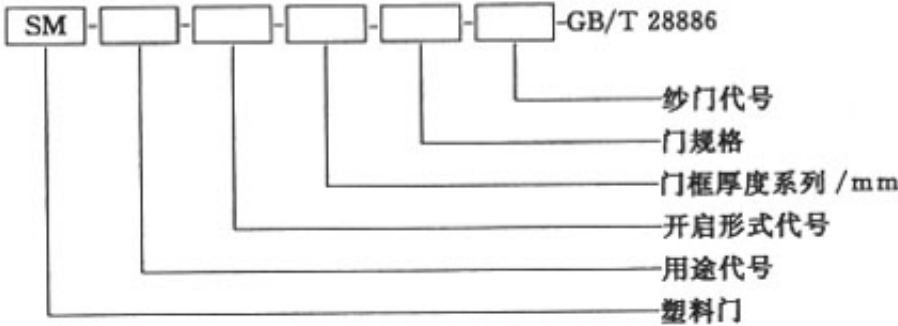 SM - - - - - -GB/T 28886
纱门代号
门规格
门框厚度系列/mm
开启形式代号
用途代号
塑料门